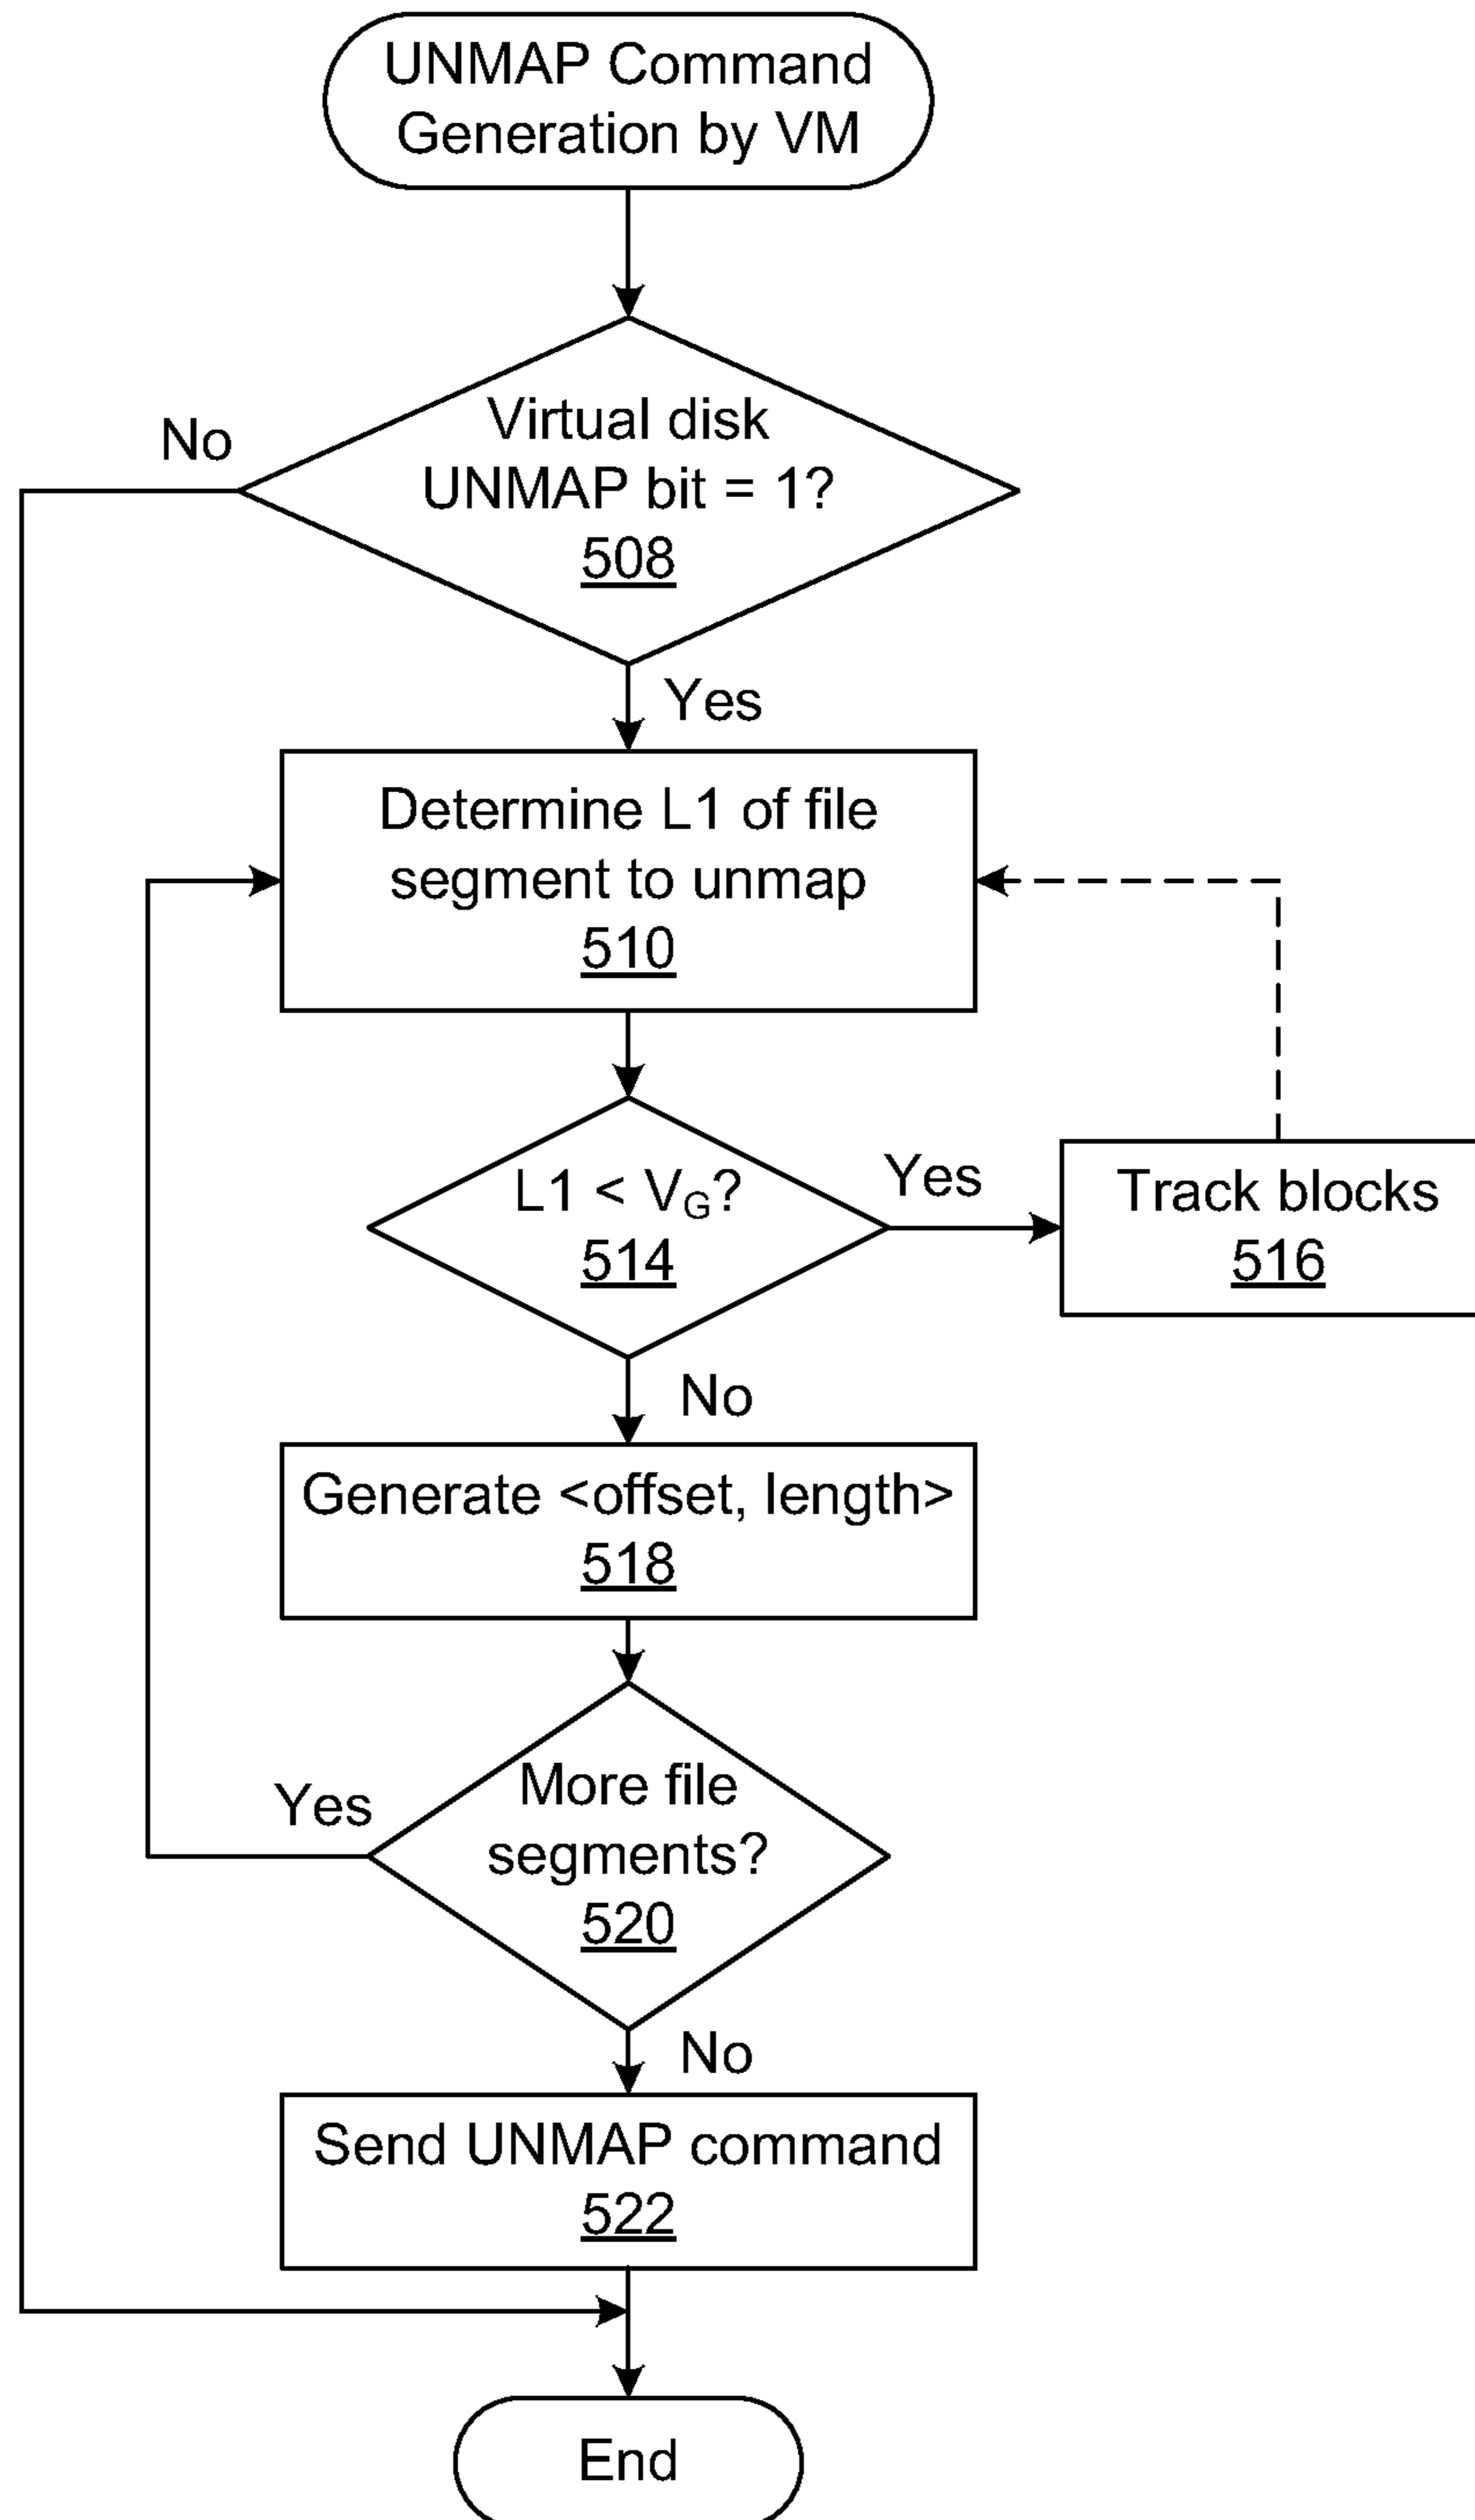 UNMAP Command
Generation by VM
No
Virtual disk
UNMAP bit = 1?
508
Yes
Determine L1 of file
segment to unmap
510
L1 < VG?
514
Yes
Track blocks
516
No
Generate <offset, length>
518
More file
segments?
520
Yes
No
Send UNMAP command
522
End